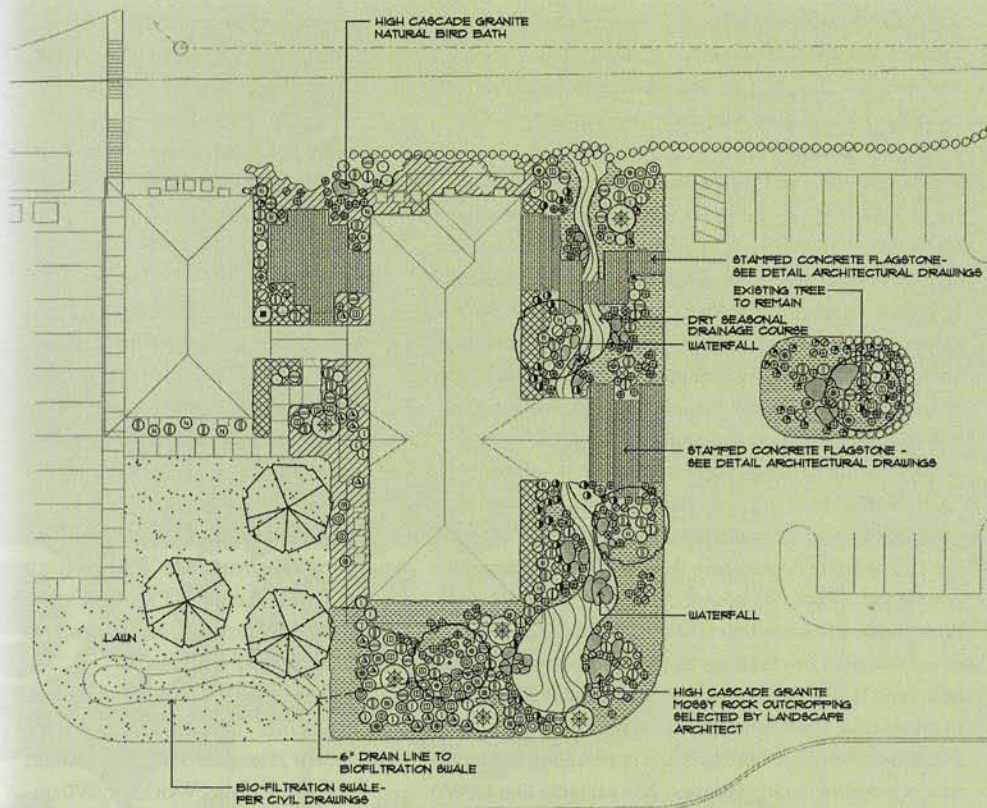 HIGH CASCADE GRANITE
NATURAL BIRD BATH
STAMPED CONCRETE FLAGSTONE-
SEE DETAIL ARCHITECTURAL DRAWINGS
EXISTING TREE
TO REMAIN
DRY SEASONAL
DRAINAGE COURSE
WATERFALL
STAMPED CONCRETE FLAGSTONE -
SEE DETAIL ARCHITECTURAL DRAWINGS
WATERFALL
LAWN
HIGH CASCADE GRANITE
MOSSY ROCK OUTCROPPING
SELECTED BY LANDSCAPE
ARCHITECT
6" DRAIN LINE TO
BIOFILTRATION SWALE
BIO-FILTRATION SWALE-
PER CIVIL DRAWINGS